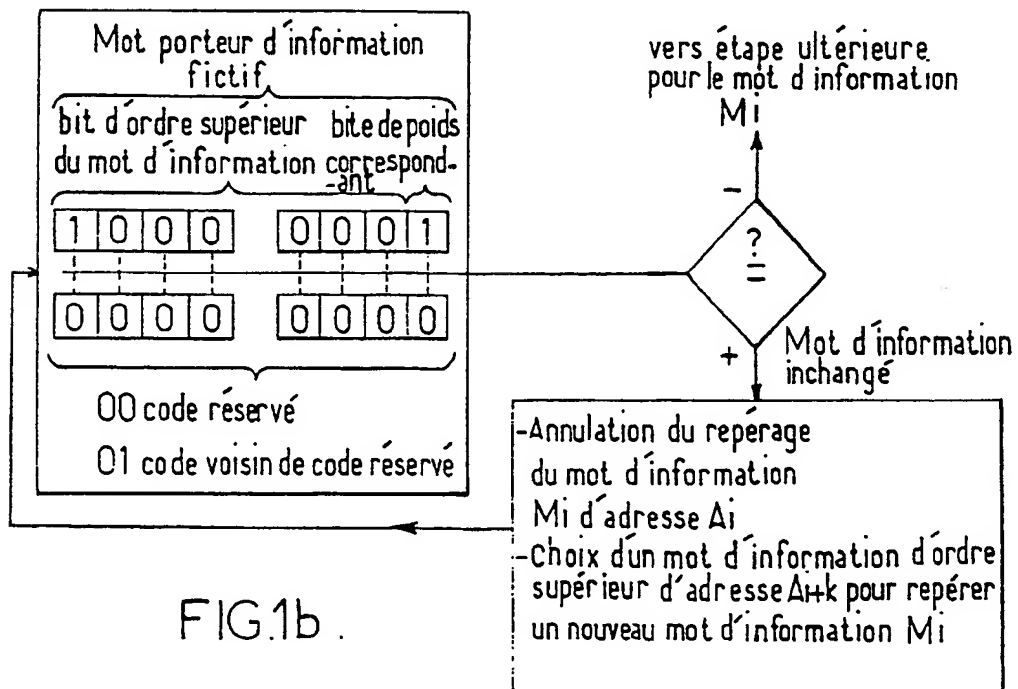 Mot porteur d'information
fictif
bit d'ordre supérieur
du mot d'information
bite de poids
correspond-
-ant
1 0 0 0 0 0 0 1
0 0 0 0 0 0 0 0
00 code réservé
01 code voisin de code réservé
vers étape ultérieure
pour le mot d'information
Mi
-
?
=
+
Mot d'information
inchangé
-Annulation du repérage
du mot d'information
Mi d'adresse Ai
-Choix d'un mot d'information d'ordre
supérieur d'adresse Ai+k pour repérer
un nouveau mot d'information Mi
FIG.1b.